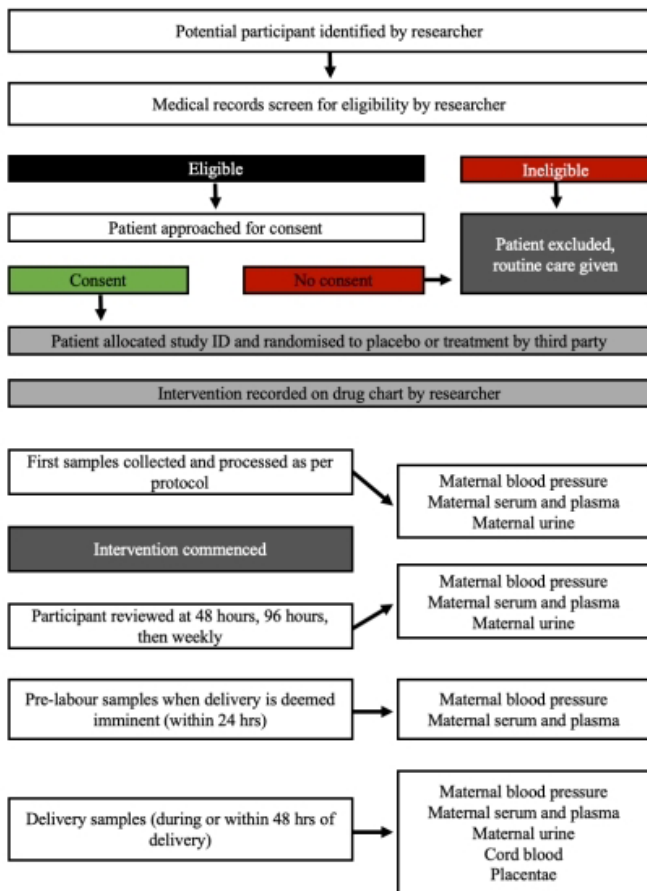 Potential participant identified by researcher
Medical records screen for eligibility by researcher
Eligible
Ineligible
Patient approached for consent
Patient excluded,
routine care given
Consent
No consent
Patient allocated study ID and randomised to placebo or treatment by third party
Intervention recorded on drug chart by researcher
First samples collected and processed as per
protocol
Maternal blood pressure
Maternal serum and plasma
Maternal urine
Intervention commenced
Participant reviewed at 48 hours, 96 hours,
then weekly
Maternal blood pressure
Maternal serum and plasma
Maternal urine
Pre-labour samples when delivery is deemed
imminent (within 24 hrs)
Maternal blood pressure
Maternal serum and plasma
Delivery samples (during or within 48 hrs of
delivery)
Maternal blood pressure
Maternal serum and plasma
Maternal urine
Cord blood
Placentae